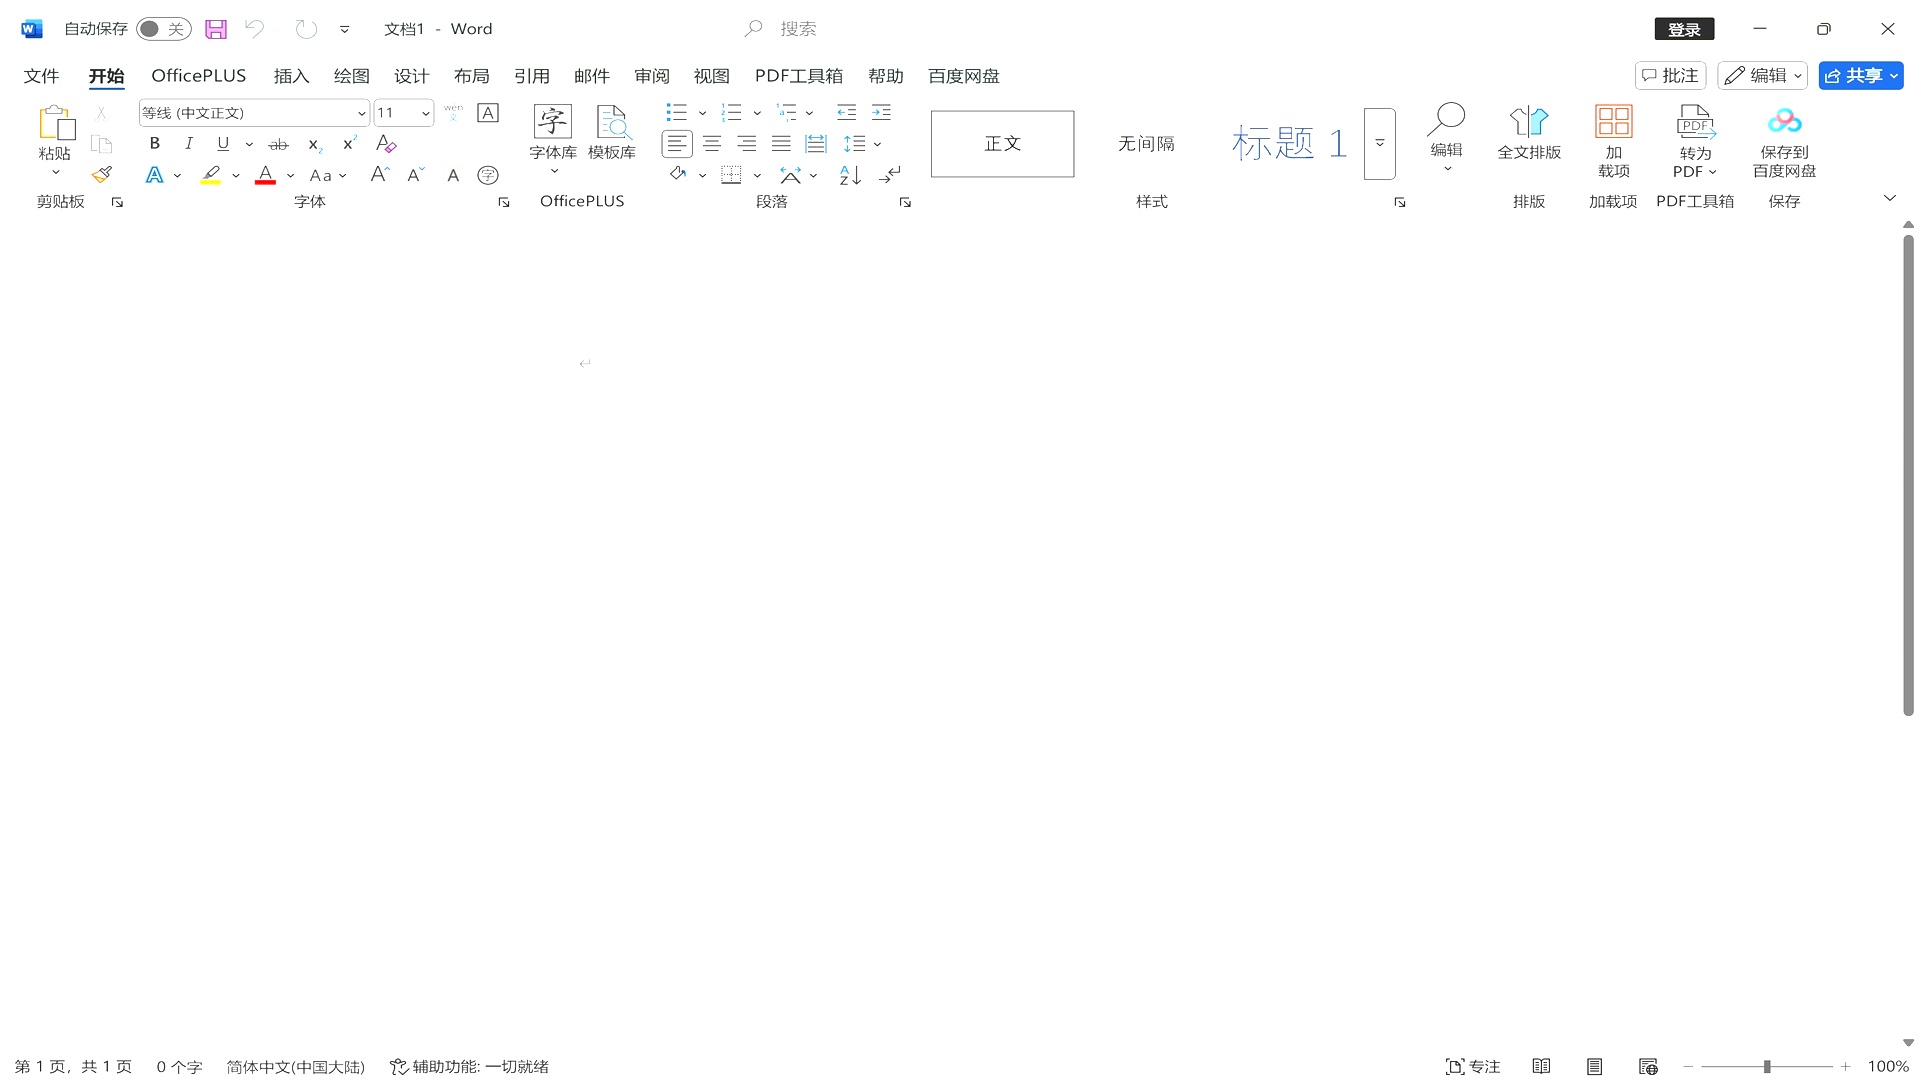 自动保存 关 文档1 - Word 搜索 登录
文件 开始 OfficePLUS 插入 绘图 设计 布局 引用 邮件 审阅 视图 PDF工具箱 帮助 百度网盘 批注 编辑 共享
粘贴 等线 (中文正文) 11 wén 文 A
B I U ab x₂ x² A
A A Aa A A A 字
字 字体库 模板库
正文 无间隔 标题 1
编辑 全文排版 加载项 PDF 转为PDF 保存到百度网盘
剪贴板 字体 OfficePLUS 段落 样式 排版 加载项 PDF工具箱 保存
第 1 页, 共 1 页 0 个字 简体中文(中国大陆) 辅助功能: 一切就绪 专注 100%